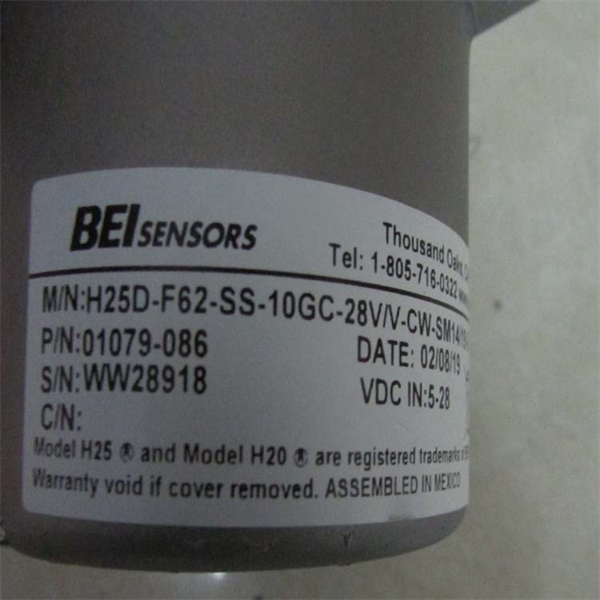 BEI SENSORS
Thousand Oaks,
Tel: 1-805-716-0322
M/N:H25D-F62-SS-10GC-28V/V-CW-SM14/19
P/N:01079-086
DATE: 02/08/19
S/N:WW28918
VDC IN:5-28
C/N:
Model H25 ® and Model H20 ® are registered trademarks
Warranty void if cover removed. ASSEMBLED IN MEXICO